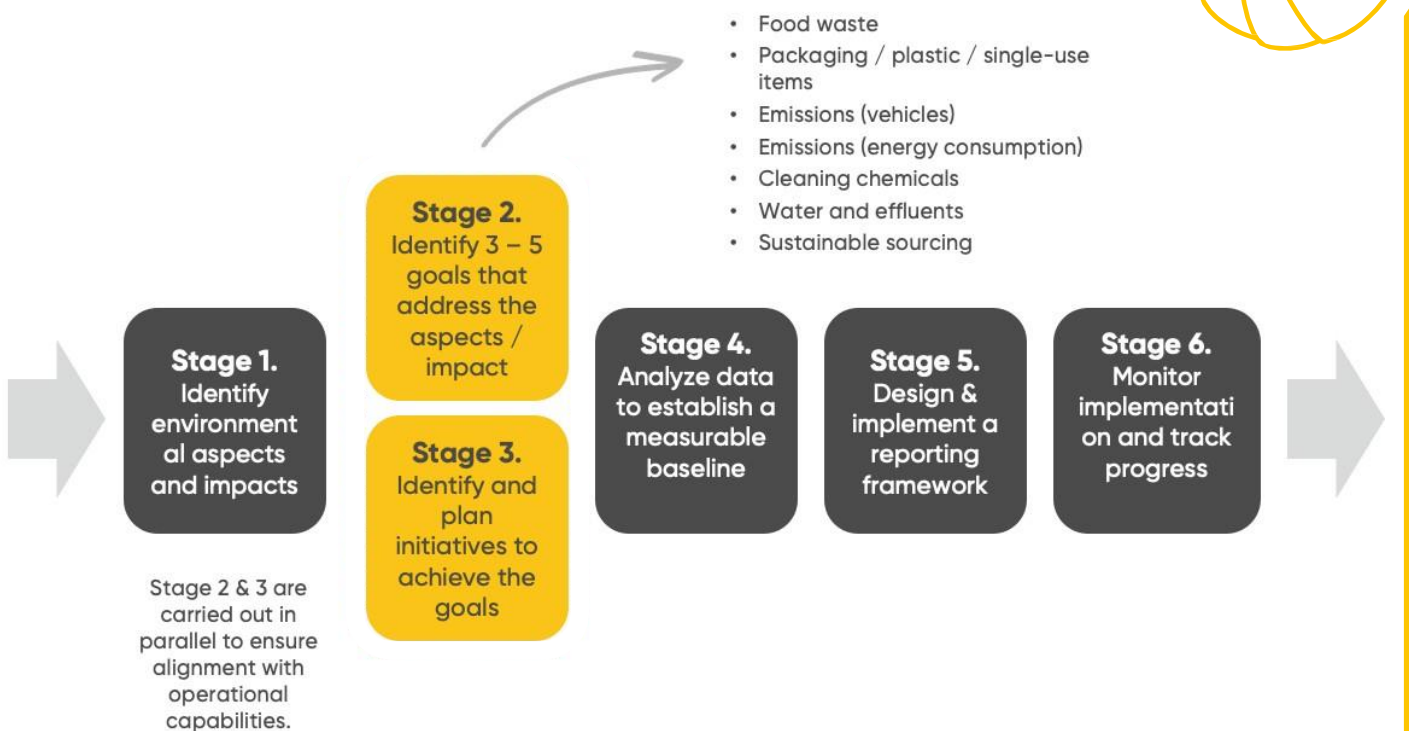 • Food waste
• Packaging / plastic / single-use
items
• Emissions (vehicles)
• Emissions (energy consumption)
• Cleaning chemicals
• Water and effluents
• Sustainable sourcing
Stage 1.
Identify
environment
al aspects
and impacts
Stage 2.
Identify 3 – 5
goals that
address the
aspects /
impact
Stage 3.
Identify and
plan
initiatives to
achieve the
goals
Stage 4.
Analyze data
to establish a
measurable
baseline
Stage 5.
Design &
implement a
reporting
framework
Stage 6.
Monitor
implementati
on and track
progress
Stage 2 & 3 are
carried out in
parallel to ensure
alignment with
operational
capabilities.